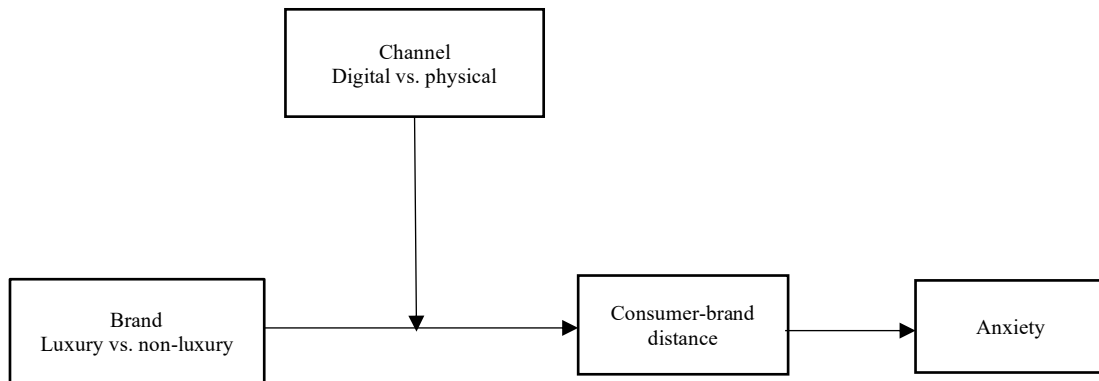 Channel
Digital vs. physical
Brand
Luxury vs. non-luxury
Consumer-brand
distance
Anxiety